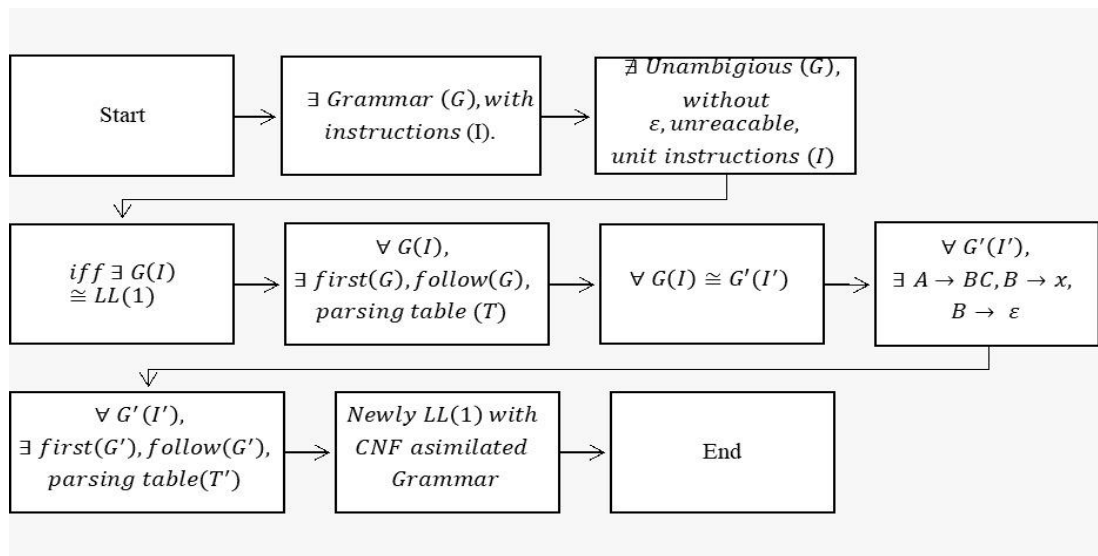 Start
∃ Grammar (G), with
instructions (I).
∄ Unambigious (G),
without
ε, unreacable,
unit instructions (I)
iff ∃ G(I)
≅ LL(1)
∀ G(I),
∃ first(G), follow(G),
parsing table (T)
∀ G(I) ≅ G′(I′)
∀ G′(I′),
∃ A → BC, B → x,
B → ε
∀ G′(I′),
∃ first(G′), follow(G′),
parsing table(T′)
Newly LL(1) with
CNF asimilated
Grammar
End